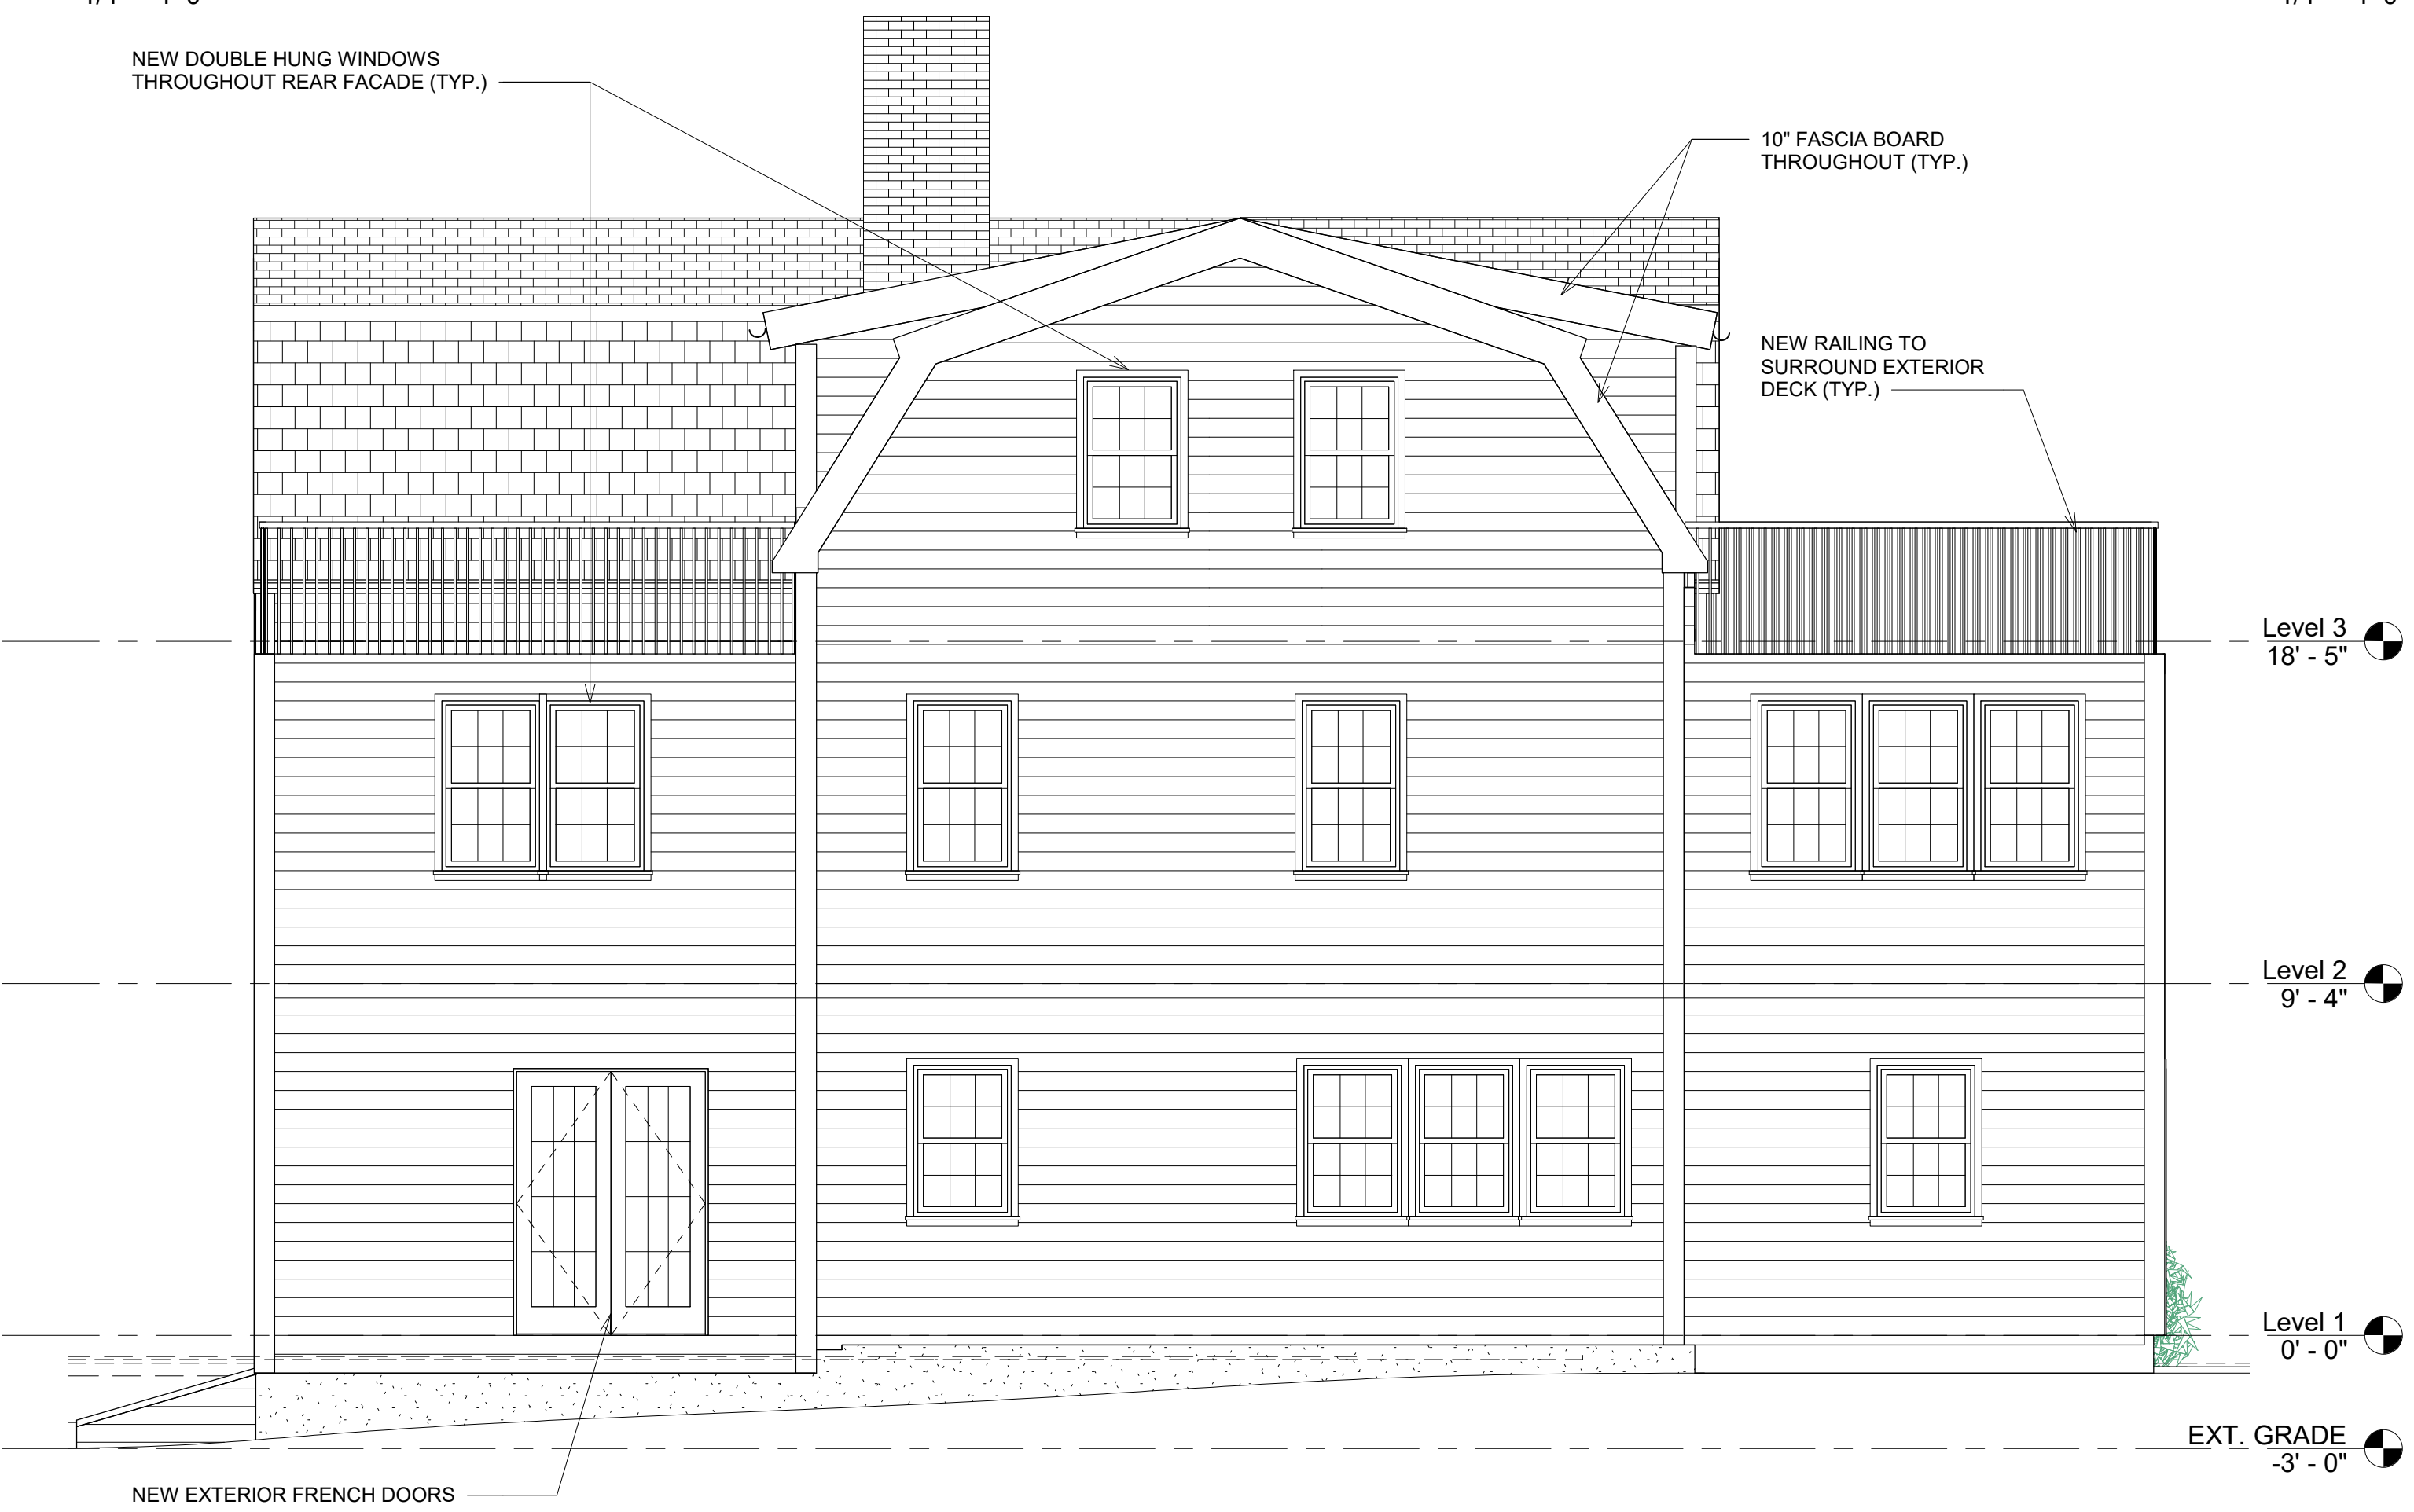 NEW DOUBLE HUNG WINDOWS
THROUGHOUT REAR FACADE (TYP.)
10" FASCIA BOARD
THROUGHOUT (TYP.)
NEW RAILING TO
SURROUND EXTERIOR
DECK (TYP.)
Level 3
18' - 5"
Level 2
9' - 4"
Level 1
0' - 0"
EXT. GRADE
-3' - 0"
NEW EXTERIOR FRENCH DOORS